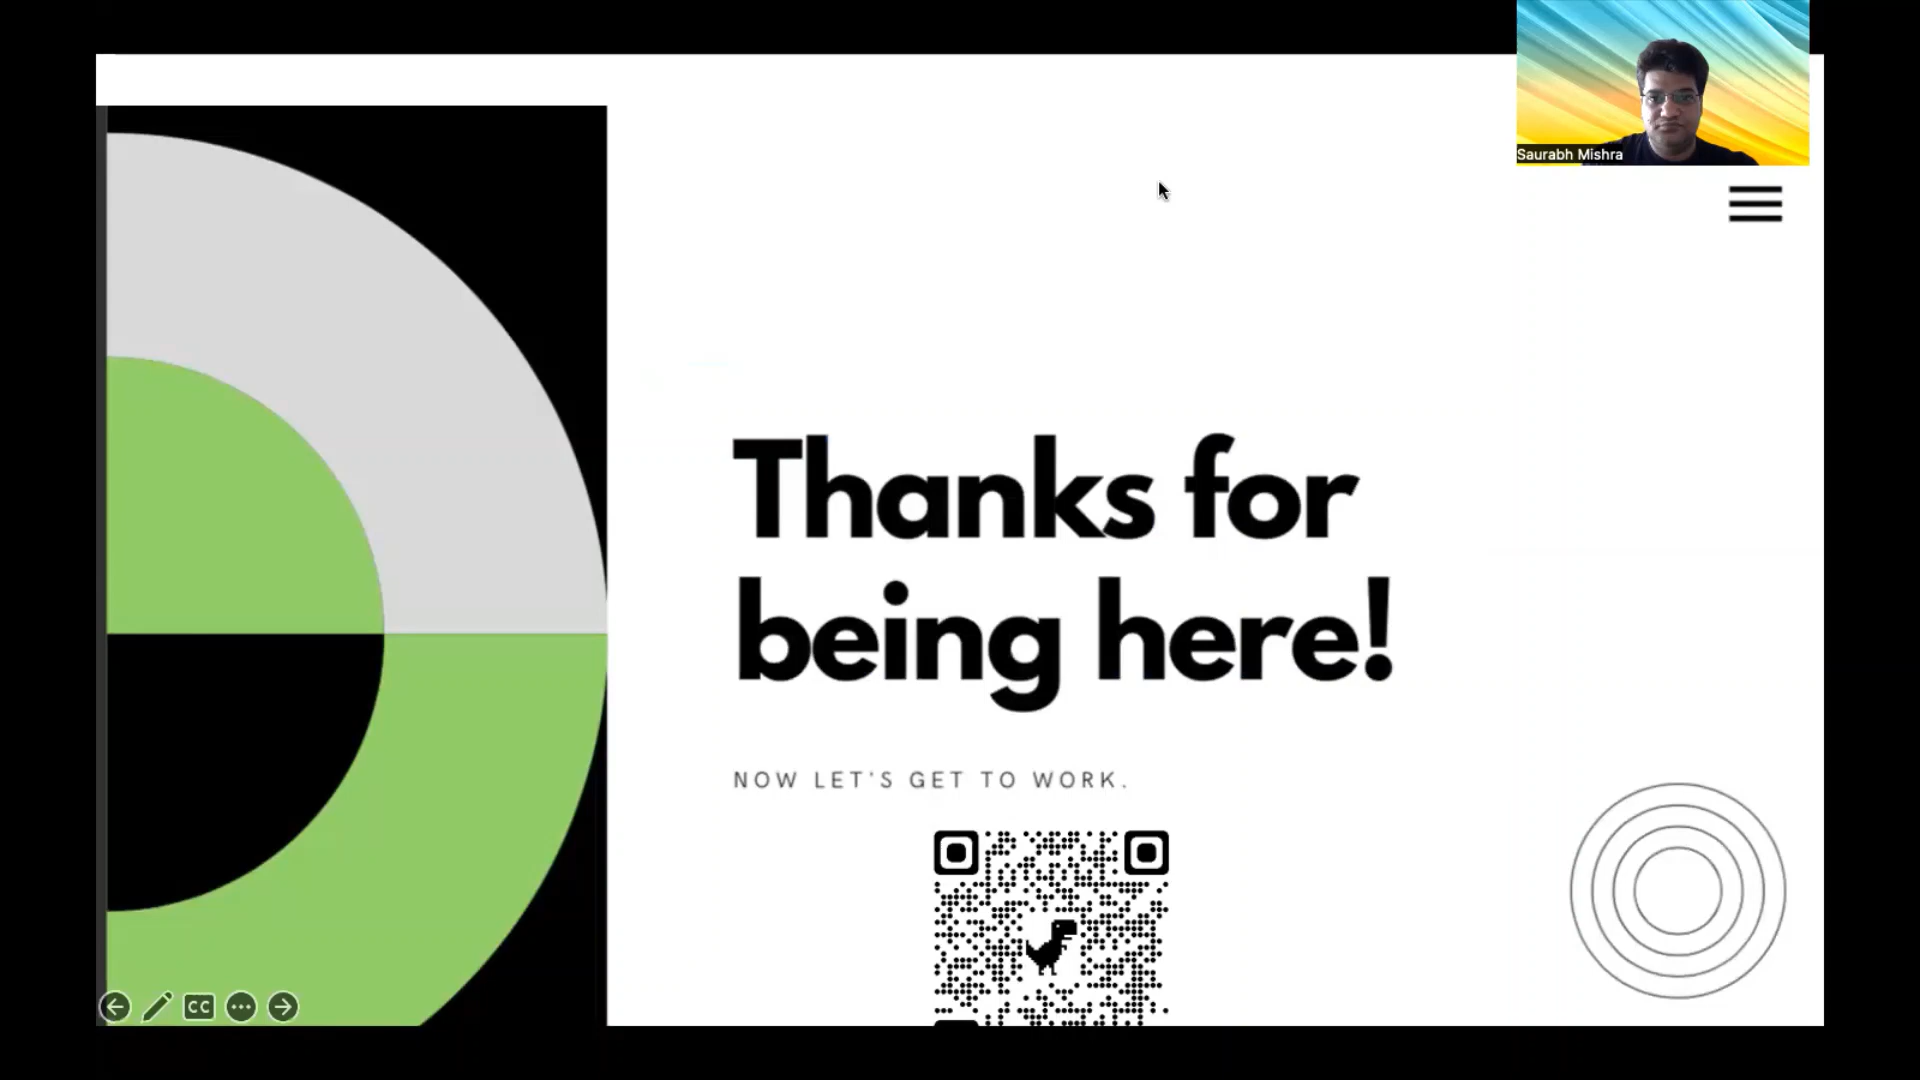 Saurabh Mishra
Thanks for
being here!
NOW LET'S GET TO WORK.
CC